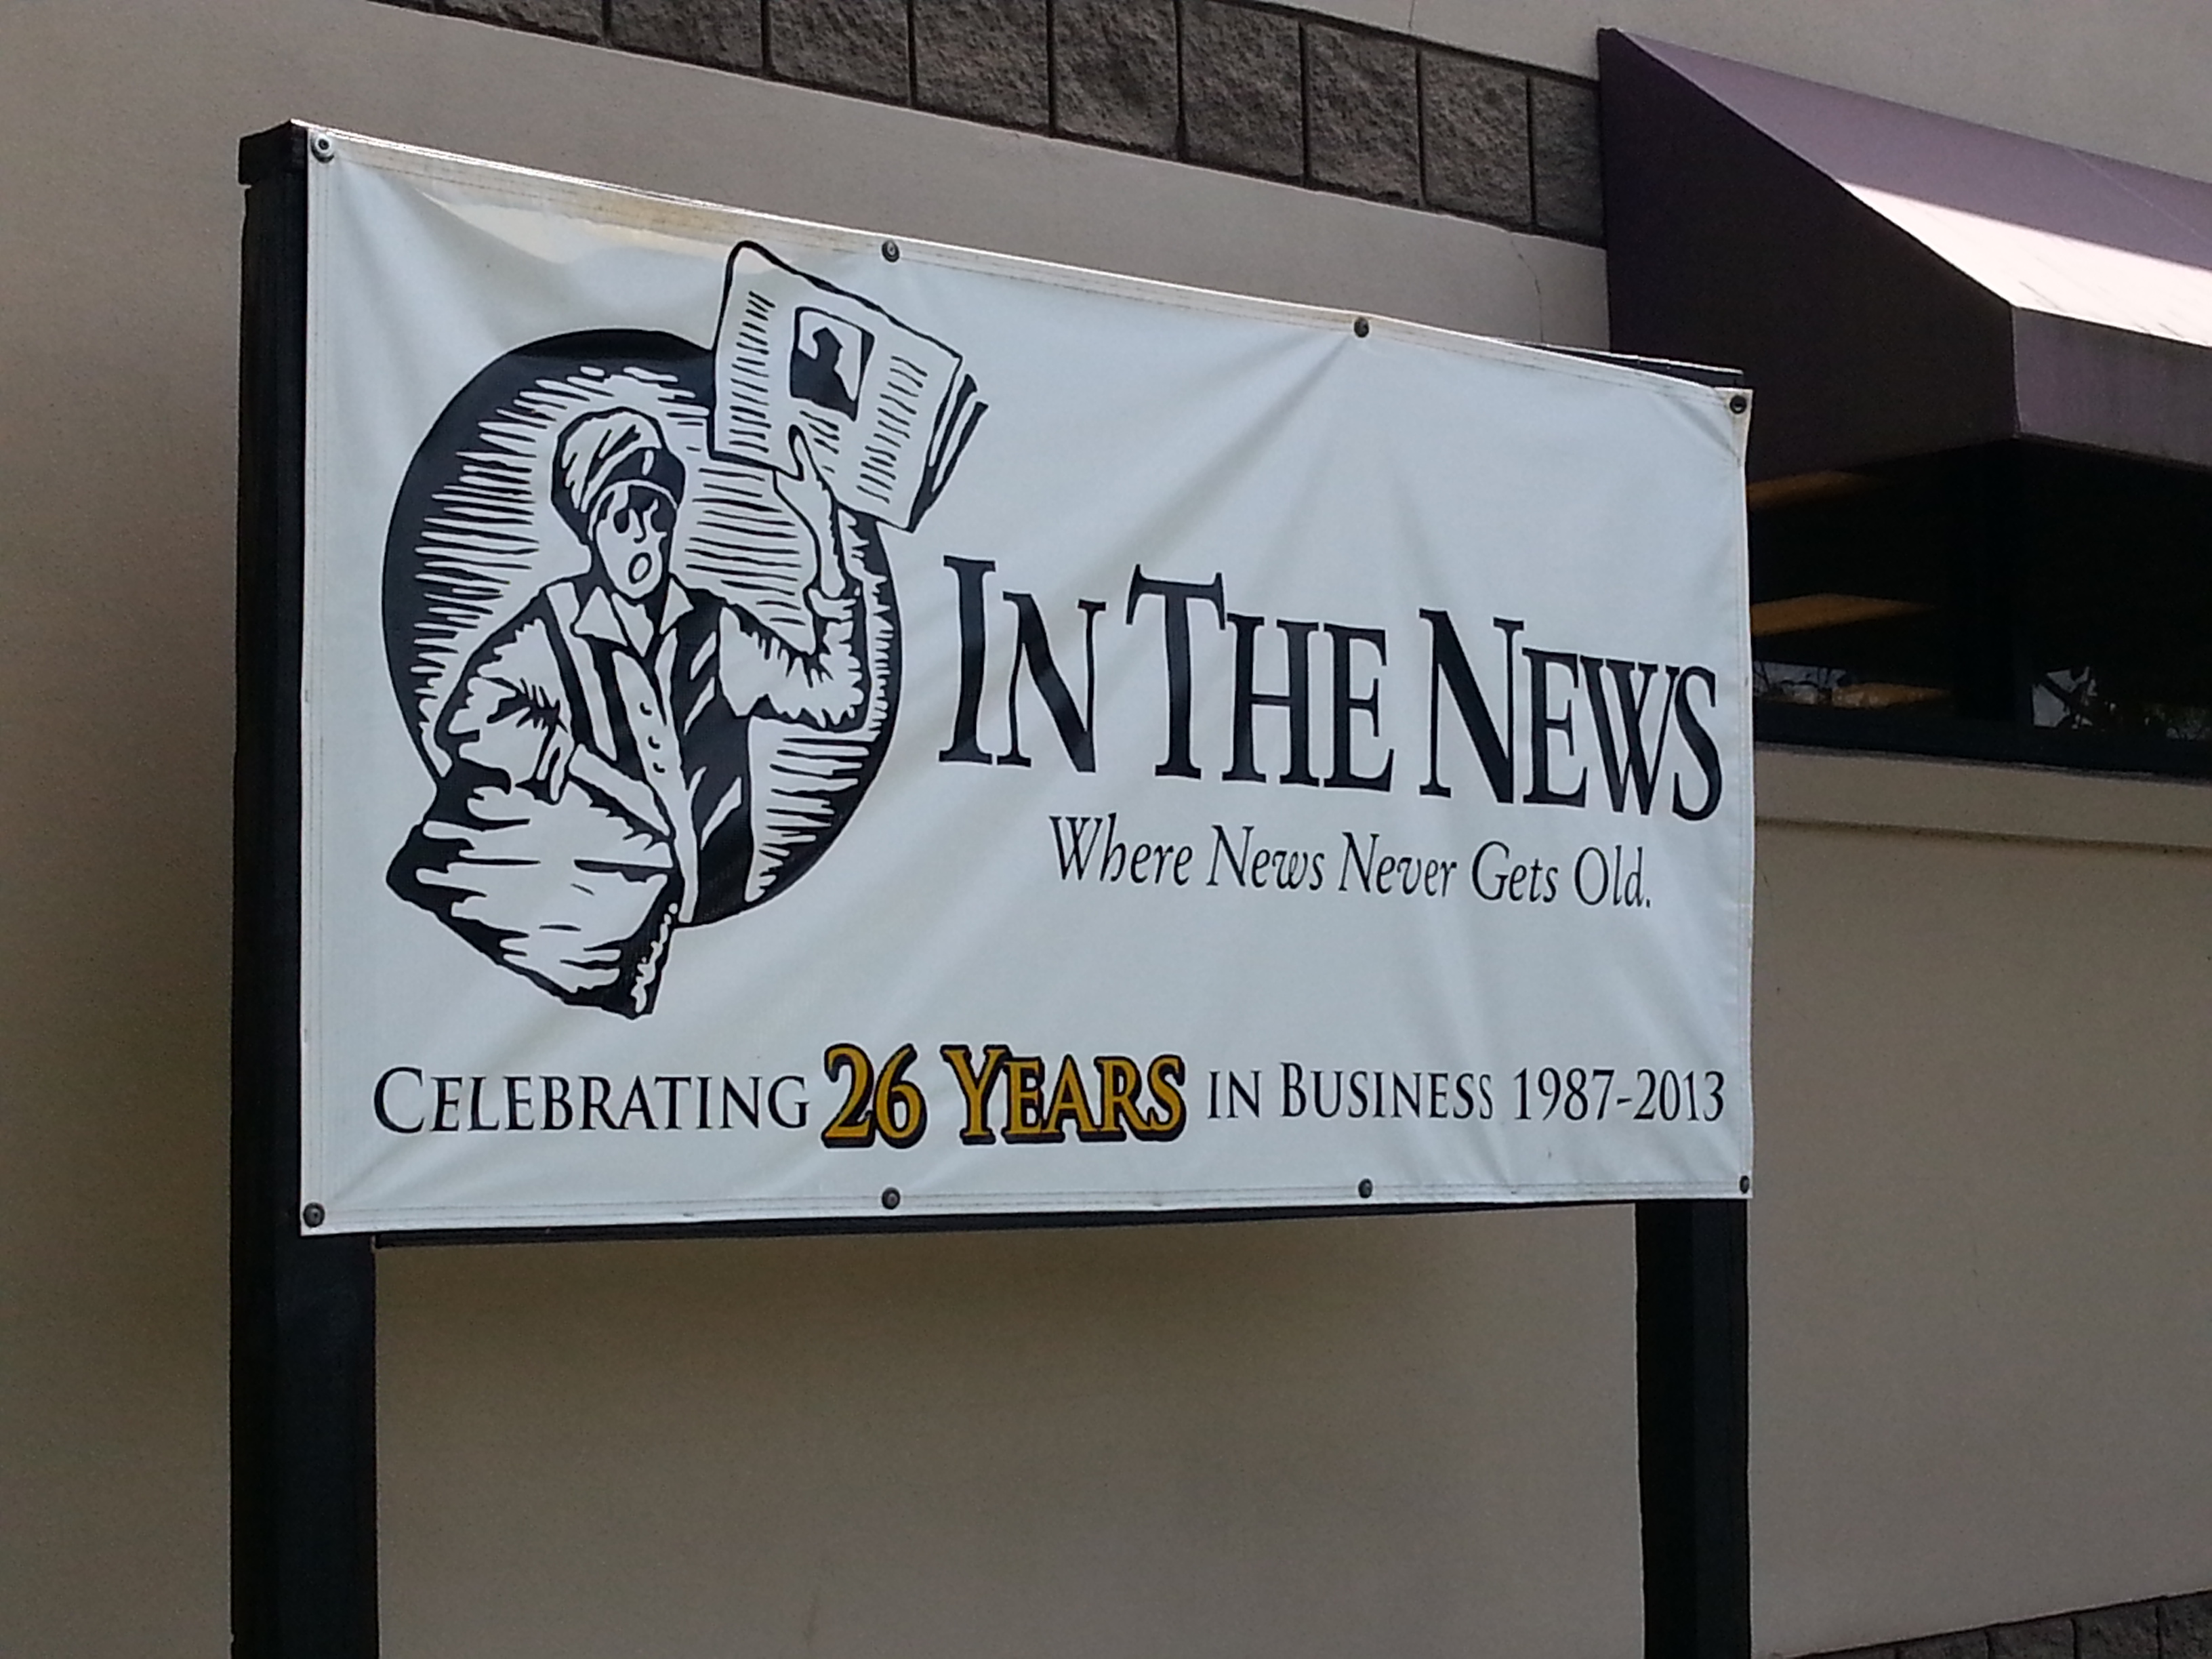 IN THE NEWS
Where News Never Gets Old.
CELEBRATING 26 YEARS IN BUSINESS 1987-2013